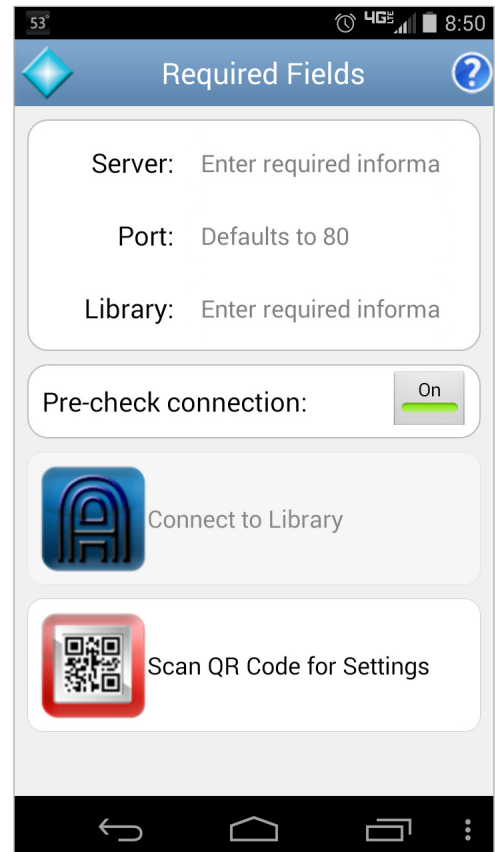 53° 4G LTE 8:50
Required Fields ?
Server: Enter required informa
Port: Defaults to 80
Library: Enter required informa
Pre-check connection: On
Connect to Library
Scan QR Code for Settings